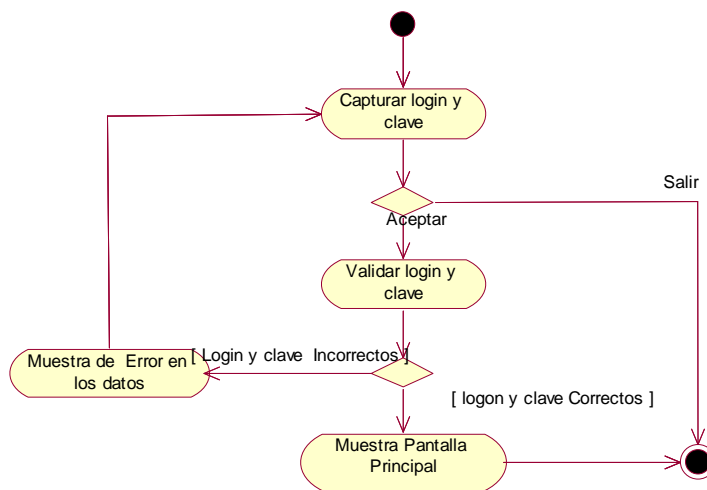 Capturar login y
clave
Salir
Aceptar
Validar login y
clave
[ Login y clave  Incorrectos ]
Muestra de  Error en
los datos
[ logon y clave Correctos ]
Muestra Pantalla
Principal